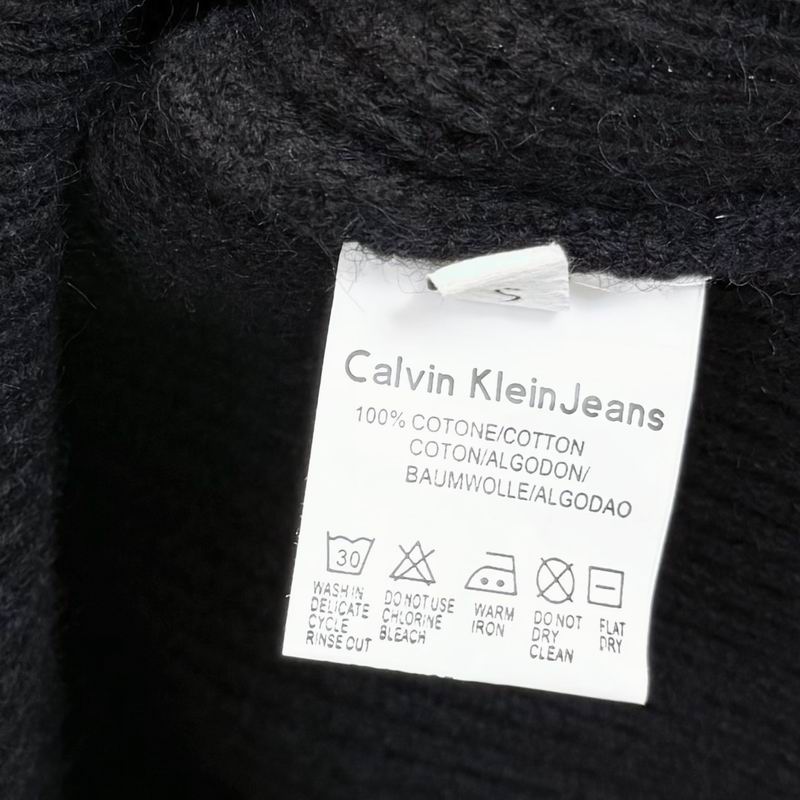 S
Calvin KleinJeans
100% COTONE/COTTON
COTON/ALGODON/
BAUMWOLLE/ALGODAO
30
WASH IN
DELICATE
CYCLE
RINSE OUT
DO NOT USE
CHLORINE
BLEACH
WARM
IRON
DO NOT
DRY
CLEAN
FLAT
DRY